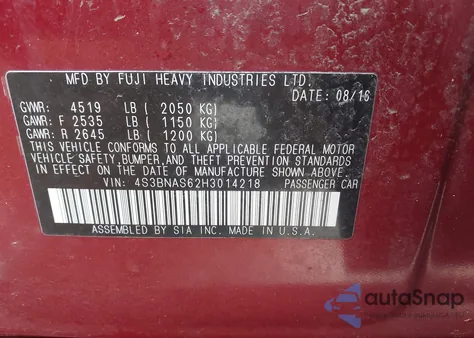 MFD BY FUJI HEAVY INDUSTRIES LTD.
DATE: 08/16
GVWR: 4519 LB ( 2050 KG)
GAWR: F 2535 LB ( 1150 KG)
GAWR: R 2645 LB ( 1200 KG)
THIS VEHICLE CONFORMS TO ALL APPLICABLE FEDERAL MOTOR
VEHICLE SAFETY, BUMPER, AND THEFT PREVENTION STANDARDS
IN EFFECT ON THE DATE OF MANUFACTURE SHOWN ABOVE.
VIN: 4S3BNAS62H3014218 PASSENGER CAR
ASSEMBLED BY SIA INC. MADE IN U.S.A.
autoSnap